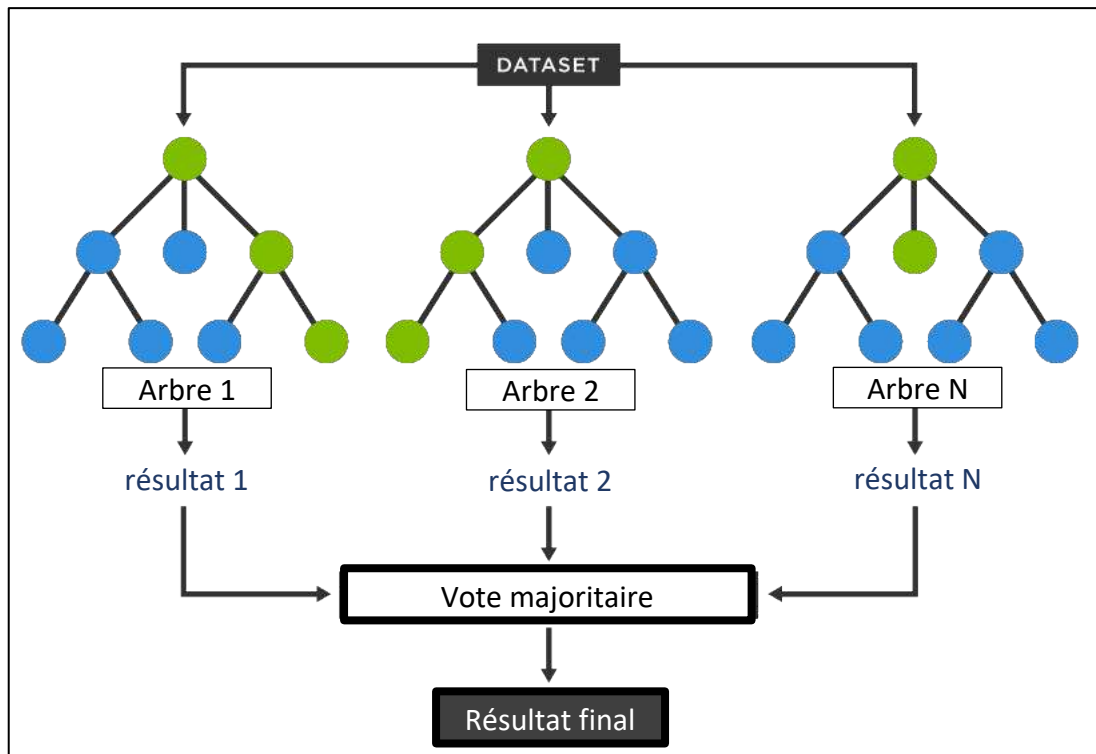 DATASET
Arbre 1
Arbre 2
Arbre N
résultat 1
résultat 2
résultat N
Vote majoritaire
Résultat final